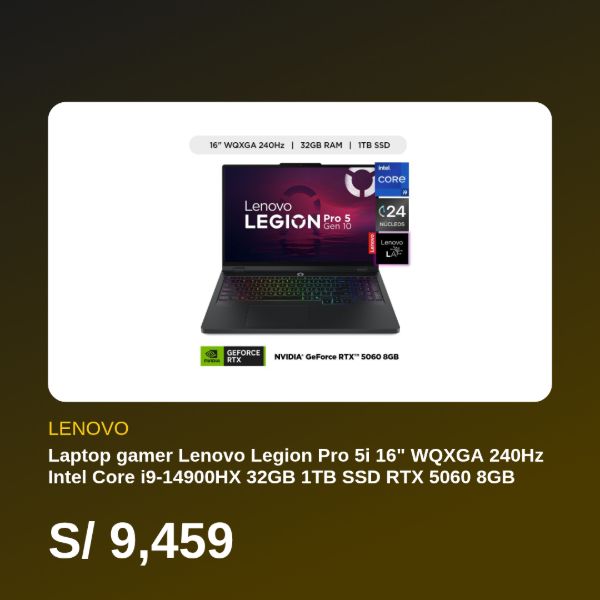 16" WQXGA 240Hz | 32GB RAM | 1TB SSD
Lenovo
LEGION Pro 5
Gen 10
intel.
CORE
i9
24
NÚCLEOS
Lenovo
Lenovo
LA
NVIDIA
GEFORCE
RTX
NVIDIA® GeForce RTX™ 5060 8GB
LENOVO
Laptop gamer Lenovo Legion Pro 5i 16" WQXGA 240Hz
Intel Core i9-14900HX 32GB 1TB SSD RTX 5060 8GB
S/ 9,459